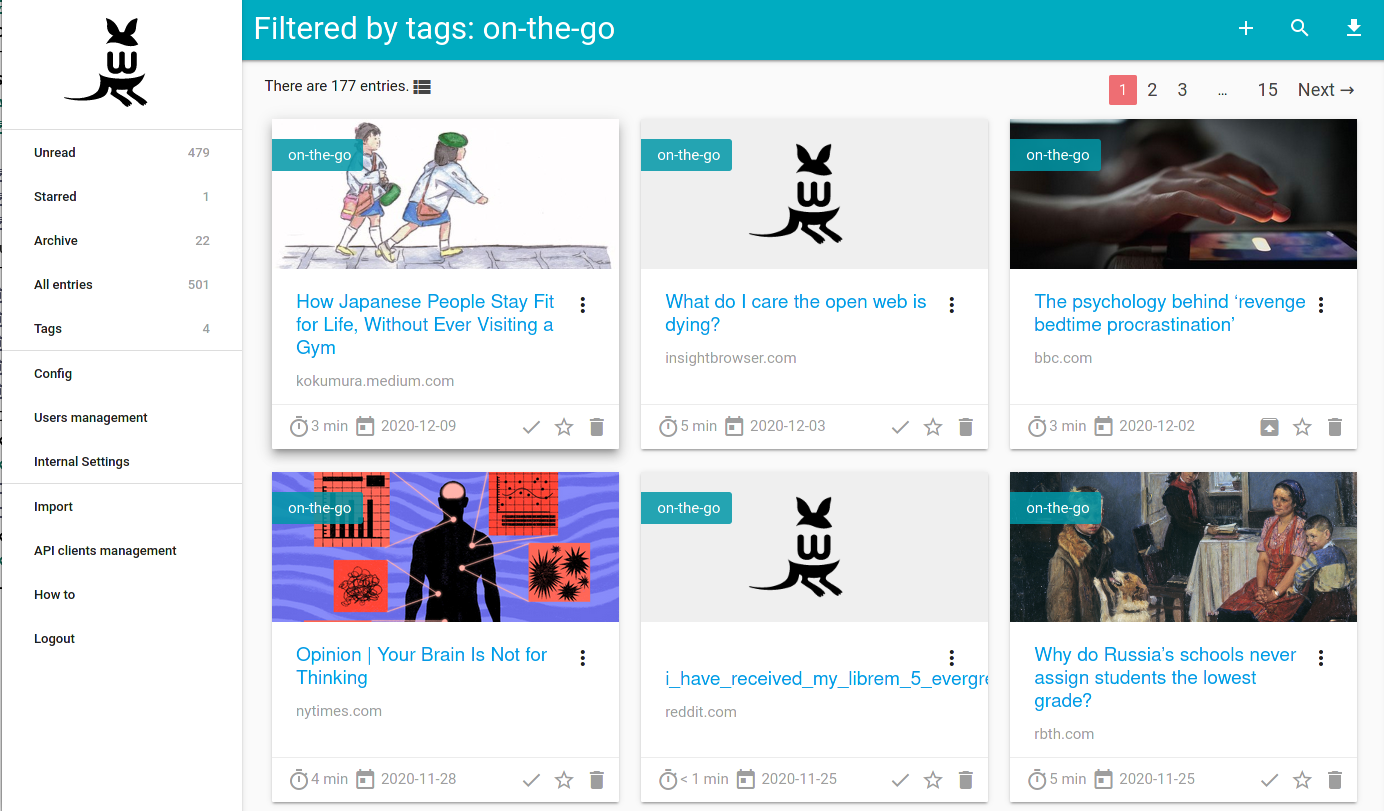 Filtered by tags: on-the-go
Unread 479
Starred 1
Archive 22
All entries 501
Tags 4
Config
Users management
Internal Settings
Import
API clients management
How to
Logout
There are 177 entries.
1 2 3 ... 15 Next →
on-the-go
How Japanese People Stay Fit
for Life, Without Ever Visiting a
Gym
kokumura.medium.com
3 min 2020-12-09
on-the-go
What do I care the open web is
dying?
insightbrowser.com
5 min 2020-12-03
on-the-go
The psychology behind ‘revenge
bedtime procrastination’
bbc.com
3 min 2020-12-02
on-the-go
Opinion | Your Brain Is Not for
Thinking
nytimes.com
4 min 2020-11-28
on-the-go
i_have_received_my_librem_5_evergre
reddit.com
< 1 min 2020-11-25
on-the-go
Why do Russia’s schools never
assign students the lowest
grade?
rbth.com
5 min 2020-11-25